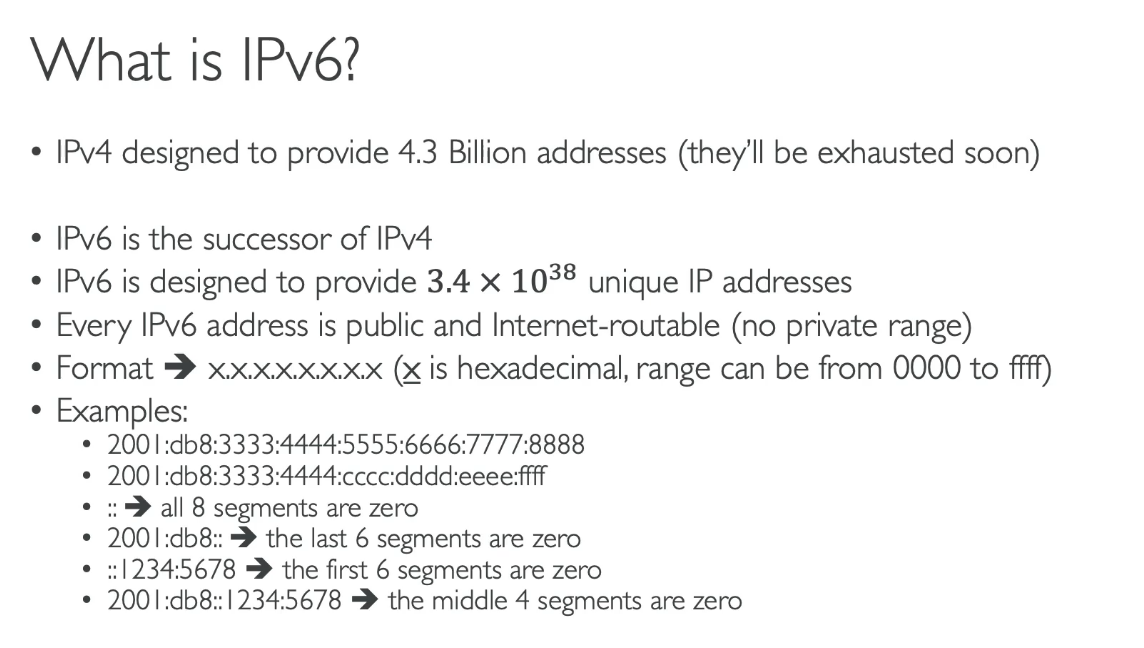 What is IPv6?
• IPv4 designed to provide 4.3 Billion addresses (they'll be exhausted soon)
• IPv6 is the successor of IPv4
• IPv6 is designed to provide 3.4 × 10³⁸ unique IP addresses
• Every IPv6 address is public and Internet-routable (no private range)
• Format ➔ x.x.x.x.x.x.x.x (x is hexadecimal, range can be from 0000 to ffff)
• Examples:
• 2001:db8:3333:4444:5555:6666:7777:8888
• 2001:db8:3333:4444:cccc:dddd:eeee:ffff
• :: ➔ all 8 segments are zero
• 2001:db8:: ➔ the last 6 segments are zero
• ::1234:5678 ➔ the first 6 segments are zero
• 2001:db8::1234:5678 ➔ the middle 4 segments are zero